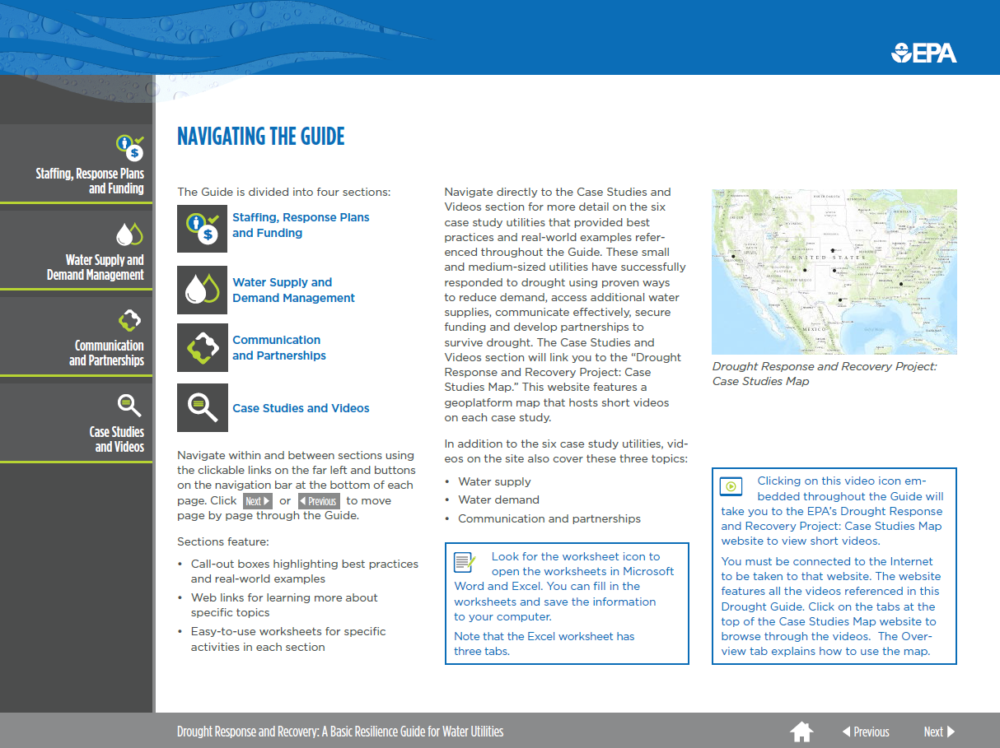 EPA
Staffing, Response Plans
and Funding
Water Supply and
Demand Management
Communication
and Partnerships
Case Studies
and Videos
NAVIGATING THE GUIDE
The Guide is divided into four sections:
Staffing, Response Plans
and Funding
Water Supply and
Demand Management
Communication
and Partnerships
Case Studies and Videos
Navigate within and between sections using
the clickable links on the far left and buttons
on the navigation bar at the bottom of each
page. Click Next or Previous to move
page by page through the Guide.
Sections feature:
• Call-out boxes highlighting best practices
and real-world examples
• Web links for learning more about
specific topics
• Easy-to-use worksheets for specific
activities in each section
Navigate directly to the Case Studies and
Videos section for more detail on the six
case study utilities that provided best
practices and real-world examples refer-
enced throughout the Guide. These small
and medium-sized utilities have successfully
responded to drought using proven ways
to reduce demand, access additional water
supplies, communicate effectively, secure
funding and develop partnerships to
survive drought. The Case Studies and
Videos section will link you to the “Drought
Response and Recovery Project: Case
Studies Map.” This website features a
geoplatform map that hosts short videos
on each case study.
In addition to the six case study utilities, vid-
eos on the site also cover these three topics:
• Water supply
• Water demand
• Communication and partnerships
Look for the worksheet icon to
open the worksheets in Microsoft
Word and Excel. You can fill in the
worksheets and save the information
to your computer.
Note that the Excel worksheet has
three tabs.
UNITED STATES
MEXICO
Drought Response and Recovery Project:
Case Studies Map
Clicking on this video icon em-
bedded throughout the Guide will
take you to the EPA’s Drought Response
and Recovery Project: Case Studies Map
website to view short videos.
You must be connected to the Internet
to be taken to that website. The website
features all the videos referenced in this
Drought Guide. Click on the tabs at the
top of the Case Studies Map website to
browse through the videos.  The Over-
view tab explains how to use the map.
Drought Response and Recovery: A Basic Resilience Guide for Water Utilities
Previous
Next